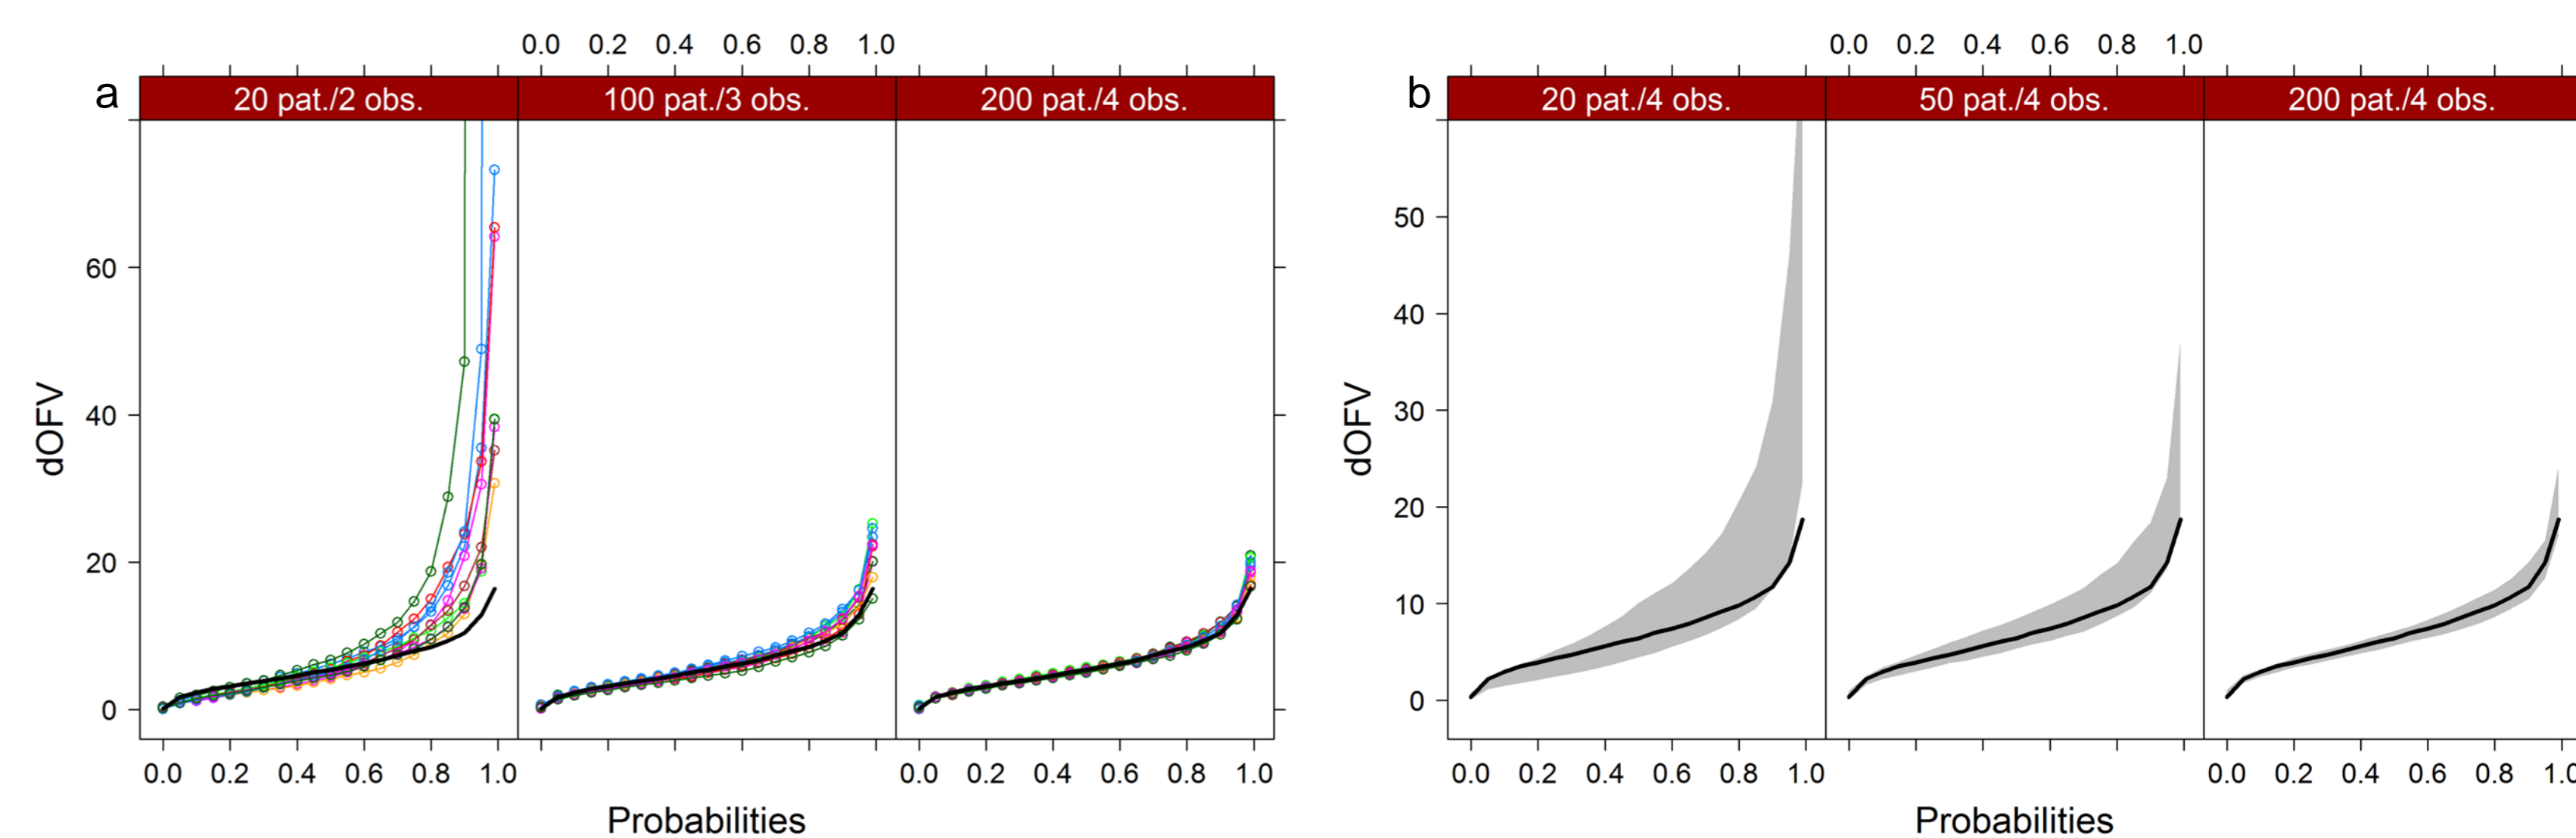 0.0 0.2 0.4 0.6 0.8 1.0
a
20 pat./2 obs.
100 pat./3 obs.
200 pat./4 obs.
60
40
20
0
dOFV
0.0 0.2 0.4 0.6 0.8 1.0
0.0 0.2 0.4 0.6 0.8 1.0
Probabilities
0.0 0.2 0.4 0.6 0.8 1.0
b
20 pat./4 obs.
50 pat./4 obs.
200 pat./4 obs.
50
40
30
20
10
0
dOFV
0.0 0.2 0.4 0.6 0.8 1.0
0.0 0.2 0.4 0.6 0.8 1.0
Probabilities